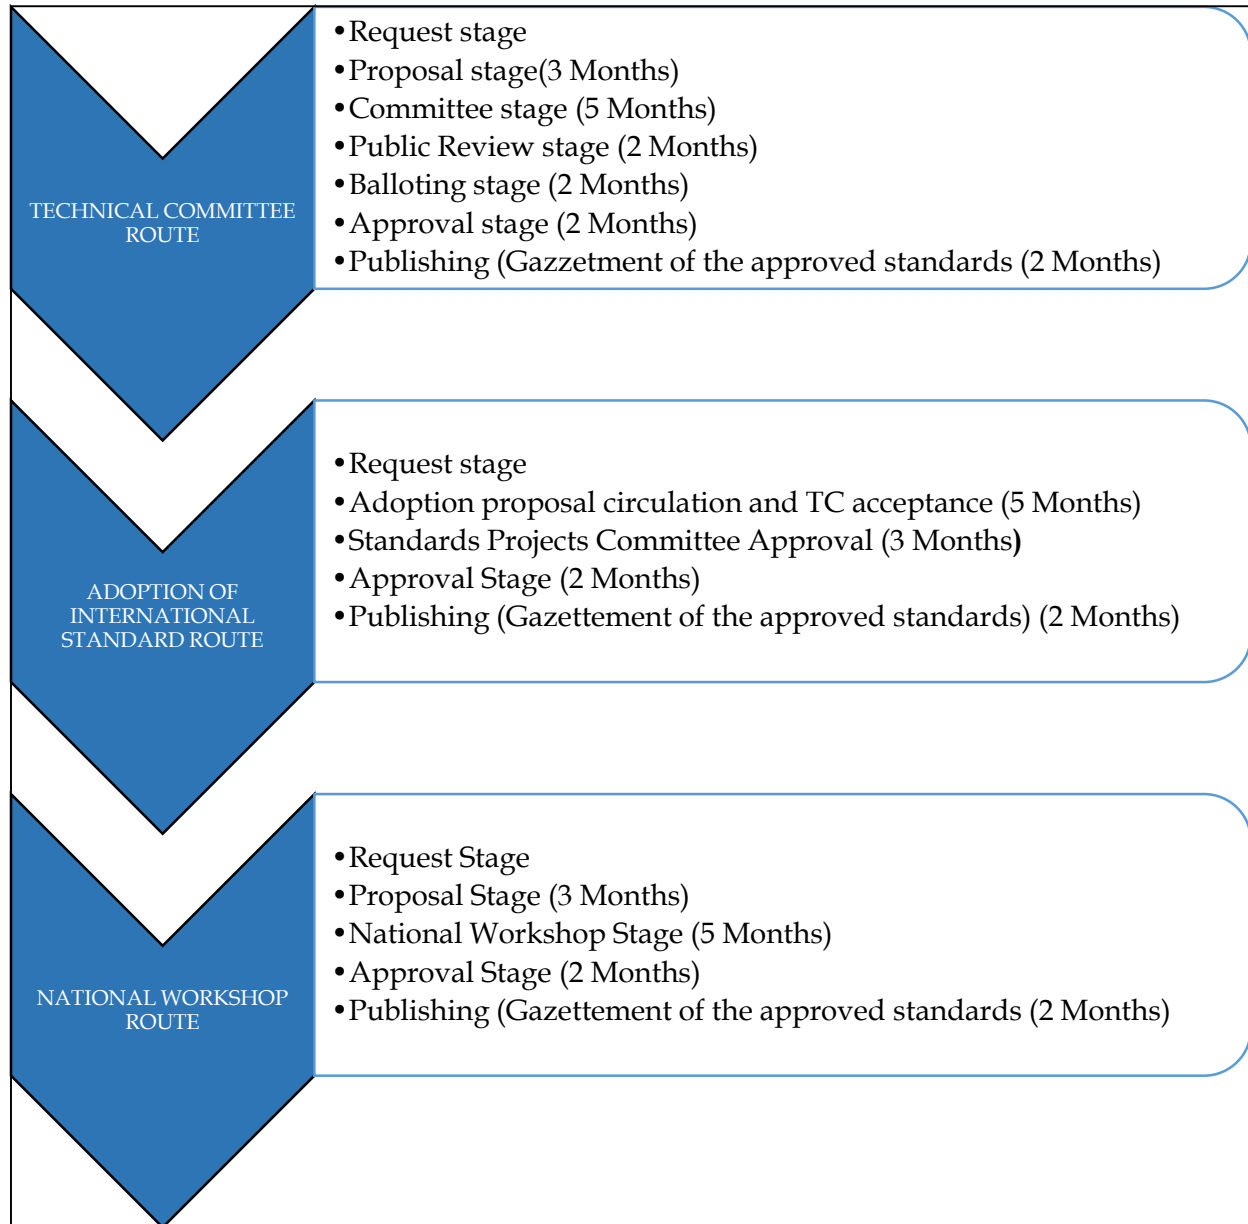 TECHNICAL COMMITTEE
ROUTE
•Request stage
•Proposal stage(3 Months)
•Committee stage (5 Months)
•Public Review stage (2 Months)
•Balloting stage (2 Months)
•Approval stage (2 Months)
•Publishing (Gazzetment of the approved standards (2 Months)
ADOPTION OF
INTERNATIONAL
STANDARD ROUTE
•Request stage
•Adoption proposal circulation and TC acceptance (5 Months)
•Standards Projects Committee Approval (3 Months)
•Approval Stage (2 Months)
•Publishing (Gazettement of the approved standards) (2 Months)
NATIONAL WORKSHOP
ROUTE
•Request Stage
•Proposal Stage (3 Months)
•National Workshop Stage (5 Months)
•Approval Stage (2 Months)
•Publishing (Gazettement of the approved standards (2 Months)